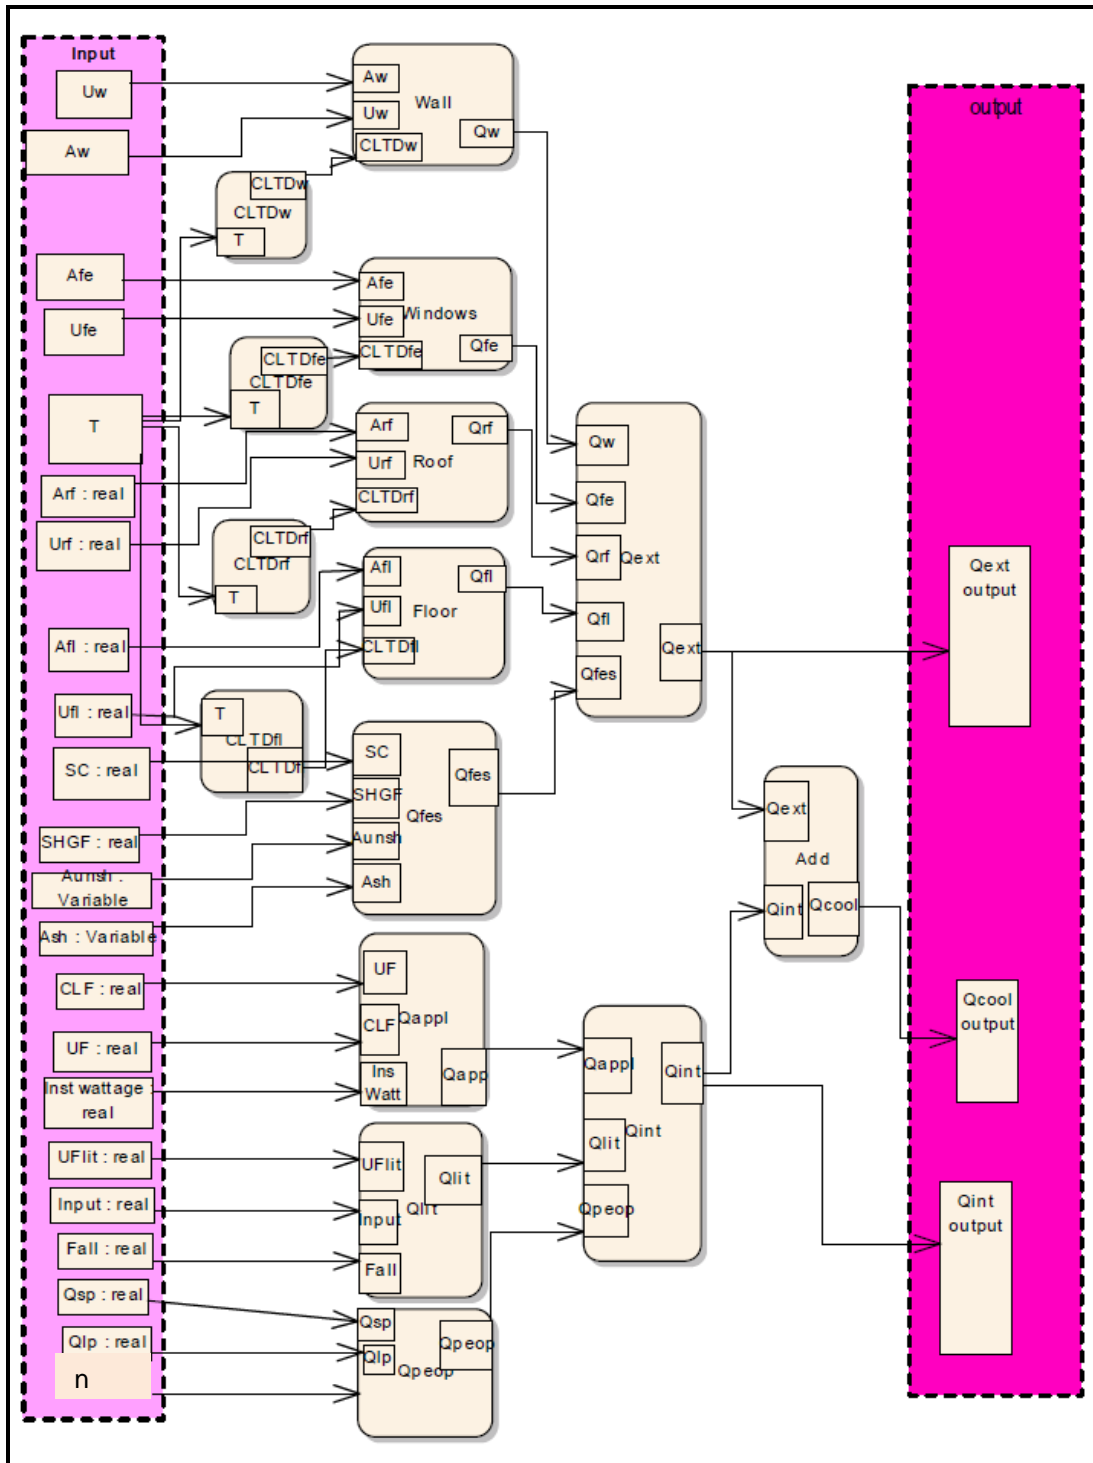 Input
Uw
Aw
Afe
Ufe
T
Arf : real
Urf : real
Afl : real
Ufl : real
SC : real
SHGF : real
Aunsh :
Variable
Ash : Variable
CLF : real
UF : real
Inst wattage :
real
UFlit : real
Input : real
Fall : real
Qsp : real
Qlp : real
n
CLTDw
CLTDw
T
CLTDfe
CLTDfe
T
CLTDrf
CLTDrf
T
T
CLTDfl
CLTDfl
Aw
Wall
Uw
Qw
CLTDw
Afe
Windows
Ufe
Qfe
CLTDfe
Arf
Qrf
Urf
Roof
CLTDrf
Afl
Qfl
Ufl
Floor
CLTDfl
SC
Qfes
SHGF
Qfes
Aunsh
Ash
UF
CLF
Qappl
Ins
Watt
Qapp
UFlit
Qlit
Qlit
Input
Fall
Qsp
Qpeop
Qlp
Qpeop
Qw
Qfe
Qrf
Qext
Qfl
Qext
Qfes
Qappl
Qint
Qlit
Qint
Qpeop
Qext
Add
Qint
Qcool
output
Qext
output
Qcool
output
Qint
output